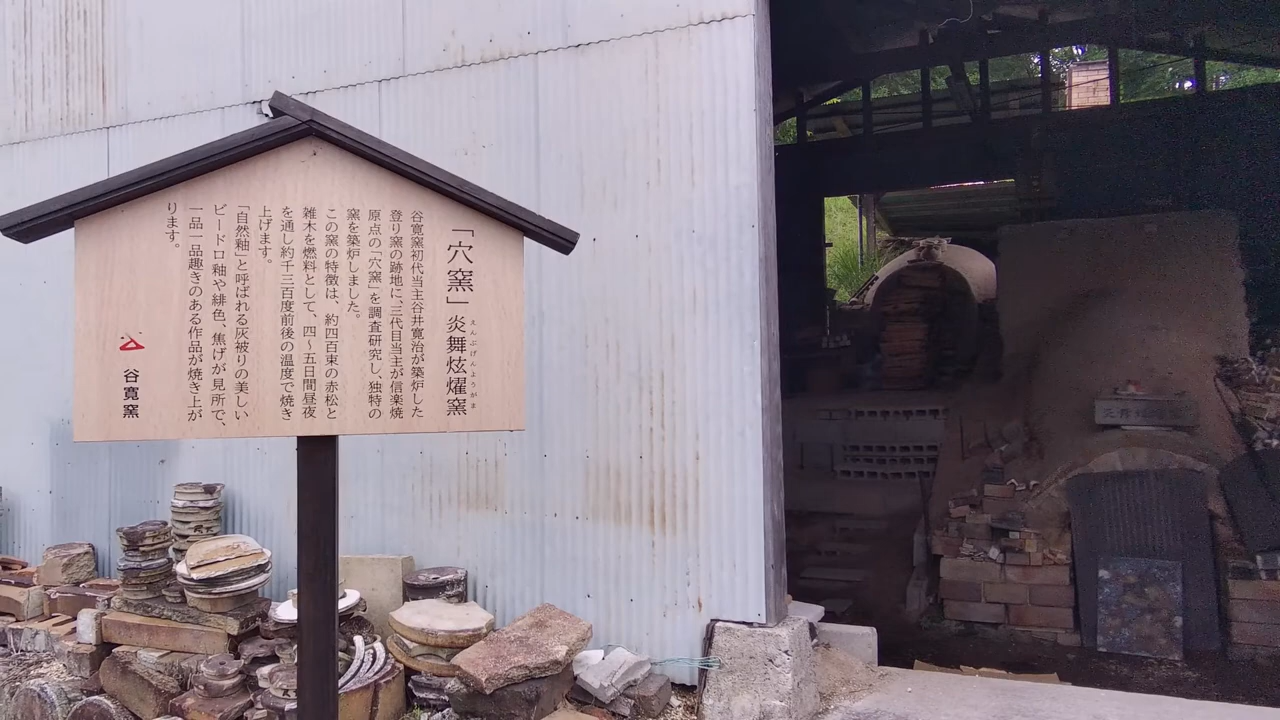 「穴窯」炎舞炫燿窯
えんぶげんようがま
谷寛窯初代当主谷井寛治が築炉した
登り窯の跡地に、三代目当主が信楽焼
原点の「穴窯」を調査研究し、独特の
窯を築炉しました。
この窯の特徴は、約四百束の赤松と
雑木を燃料として、四～五日間昼夜
を通し約千三百度前後の温度で焼き
上げます。
「自然釉」と呼ばれる灰被りの美しい
ビードロ釉や緋色、焦げが見所で、
一品一品趣きのある作品が焼き上が
ります。
谷寛窯